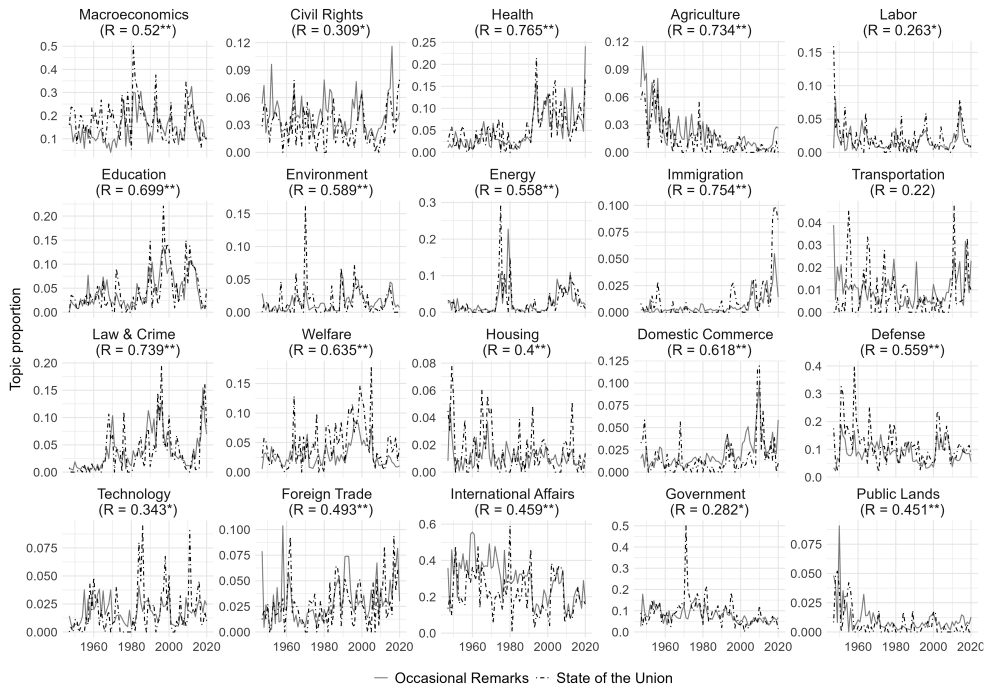 Macroeconomics
(R = 0.52**)
Civil Rights
(R = 0.309*)
Health
(R = 0.765**)
Agriculture
(R = 0.734**)
Labor
(R = 0.263*)
0.5
0.4
0.3
0.2
0.1
0.12
0.09
0.06
0.03
0.00
0.25
0.20
0.15
0.10
0.05
0.00
0.12
0.09
0.06
0.03
0.00
0.15
0.10
0.05
0.00
Education
(R = 0.699**)
Environment
(R = 0.589**)
Energy
(R = 0.558**)
Immigration
(R = 0.754**)
Transportation
(R = 0.22)
0.20
0.15
0.10
0.05
0.00
0.15
0.10
0.05
0.00
0.3
0.2
0.1
0.0
0.100
0.075
0.050
0.025
0.000
0.04
0.03
0.02
0.01
0.00
Topic proportion
Law & Crime
(R = 0.739**)
Welfare
(R = 0.635**)
Housing
(R = 0.4**)
Domestic Commerce
(R = 0.618**)
Defense
(R = 0.559**)
0.20
0.15
0.10
0.05
0.00
0.15
0.10
0.05
0.00
0.08
0.06
0.04
0.02
0.00
0.125
0.100
0.075
0.050
0.025
0.000
0.4
0.3
0.2
0.1
0.0
Technology
(R = 0.343*)
Foreign Trade
(R = 0.493**)
International Affairs
(R = 0.459**)
Government
(R = 0.282*)
Public Lands
(R = 0.451**)
0.075
0.050
0.025
0.000
0.100
0.075
0.050
0.025
0.000
0.6
0.4
0.2
0.0
0.5
0.4
0.3
0.2
0.1
0.0
0.075
0.050
0.025
0.000
1960 1980 2000 2020
1960 1980 2000 2020
1960 1980 2000 2020
1960 1980 2000 2020
1960 1980 2000 2020
Occasional Remarks State of the Union